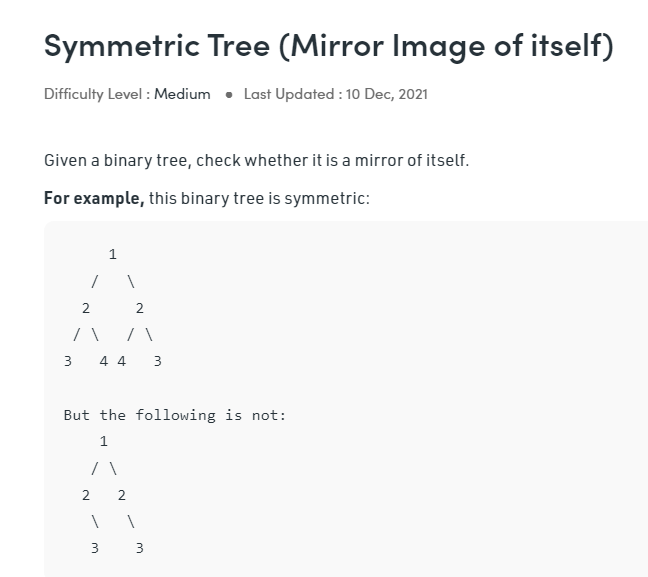 Symmetric Tree (Mirror Image of itself)
Difficulty Level : Medium • Last Updated : 10 Dec, 2021
Given a binary tree, check whether it is a mirror of itself.
For example, this binary tree is symmetric:
     1
   /   \
  2     2
 / \   / \
3   4 4   3
But the following is not:
    1
   / \
  2   2
   \   \
   3    3